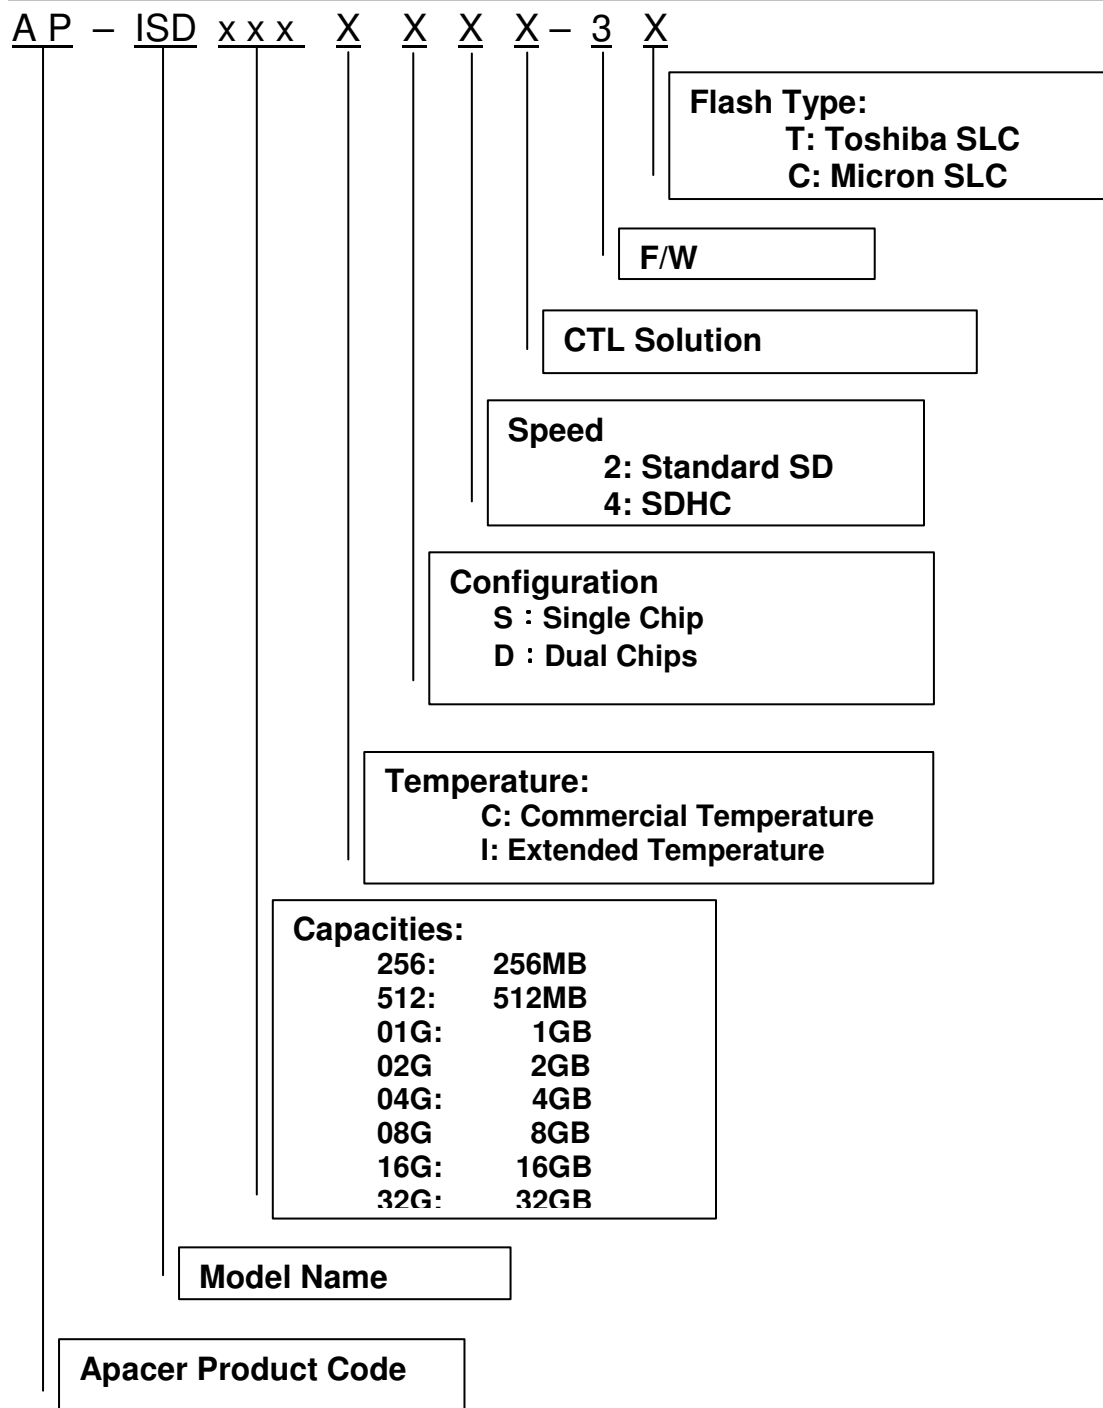 A P – ISD x x x X X X X – 3 X
Flash Type:
T: Toshiba SLC
C: Micron SLC
F/W
CTL Solution
Speed
2: Standard SD
4: SDHC
Configuration
S：Single Chip
D：Dual Chips
Temperature:
C: Commercial Temperature
I: Extended Temperature
Capacities:
256: 256MB
512: 512MB
01G: 1GB
02G 2GB
04G: 4GB
08G 8GB
16G: 16GB
32G: 32GB
Model Name
Apacer Product Code